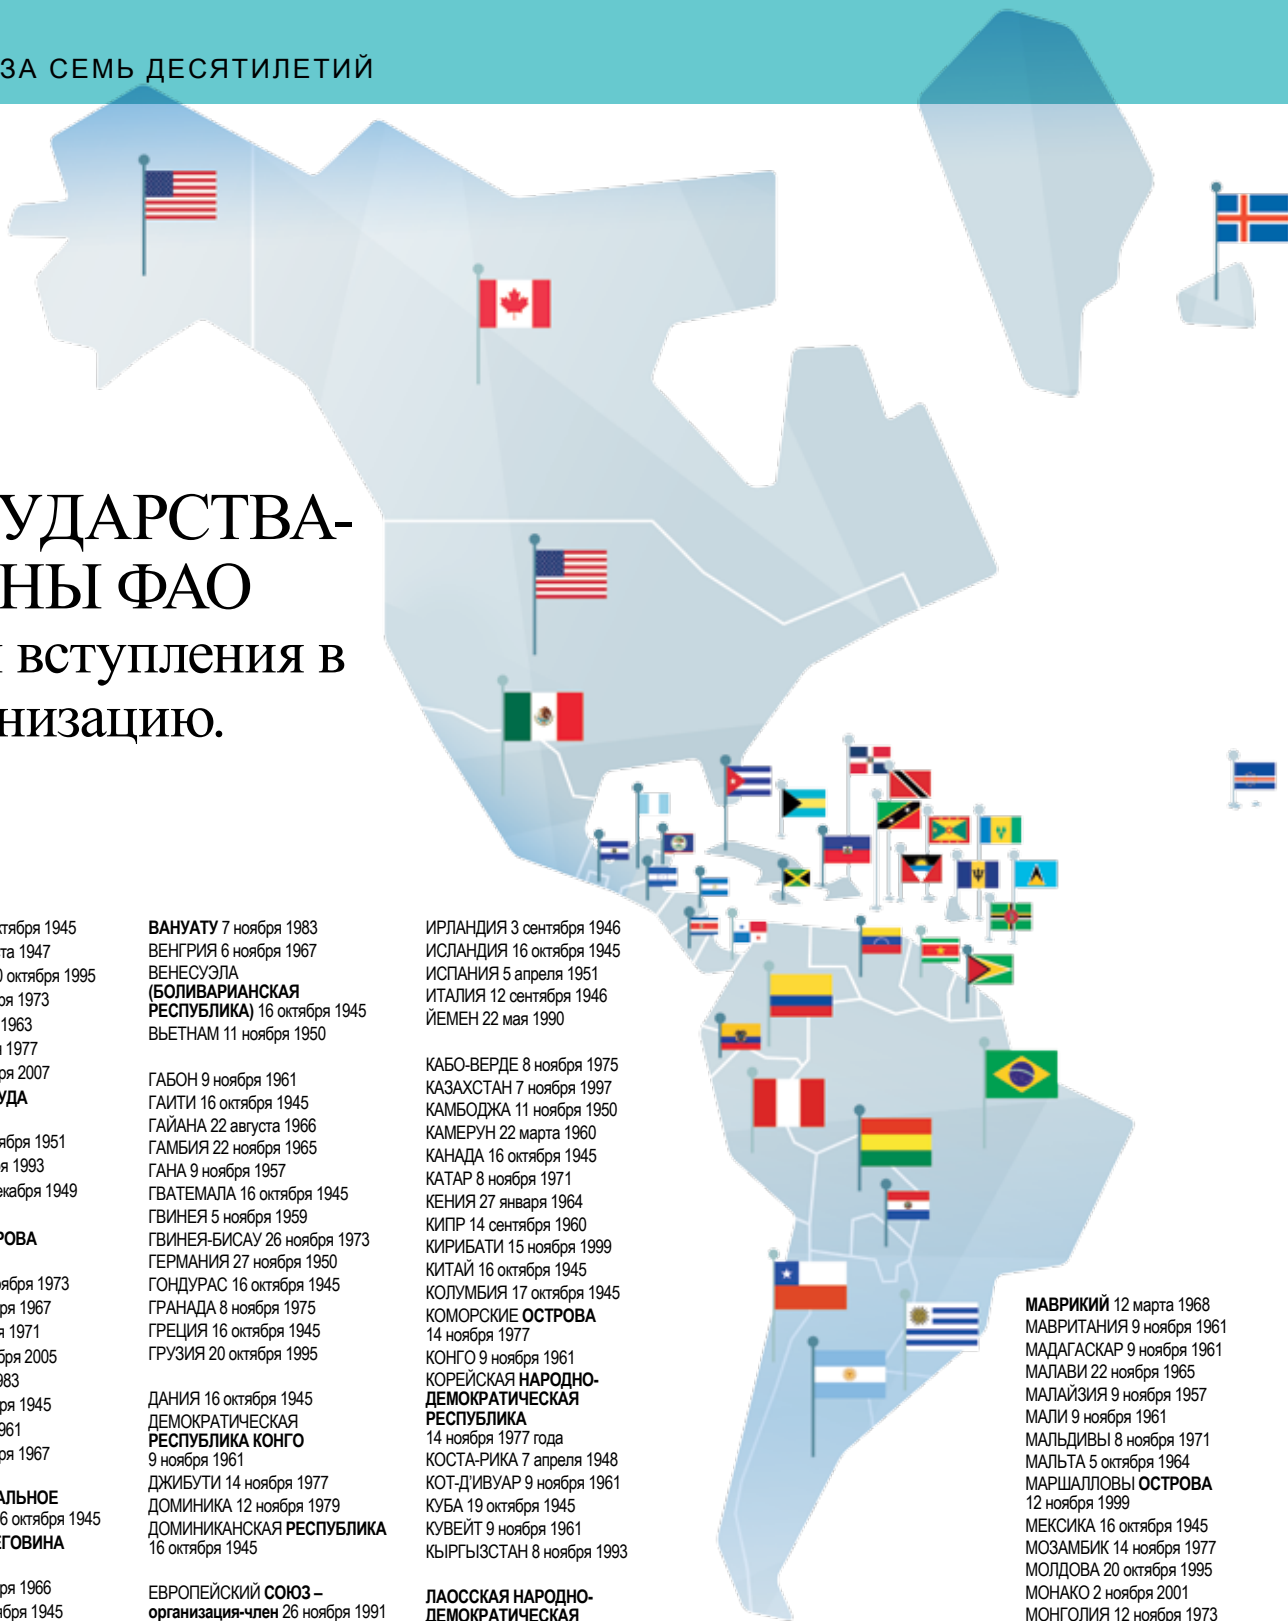 ЗА СЕМЬ ДЕСЯТИЛЕТИЙ
УДАРСТВА-
НЫ ФАО
вступления в
низацию.
ктября 1945
та 1947
октября 1995
ря 1973
1963
1977
ря 2007
УДА
ября 1951
я 1993
екабря 1949
РОВА
ября 1973
ря 1967
я 1971
бря 2005
983
ря 1945
961
ря 1967
АЛЬНОЕ
6 октября 1945
ЕГОВИНА
ря 1966
ября 1945
ВАНУАТУ 7 ноября 1983
ВЕНГРИЯ 6 ноября 1967
ВЕНЕСУЭЛА
(БОЛИВАРИАНСКАЯ
РЕСПУБЛИКА) 16 октября 1945
ВЬЕТНАМ 11 ноября 1950
ГАБОН 9 ноября 1961
ГАИТИ 16 октября 1945
ГАЙАНА 22 августа 1966
ГАМБИЯ 22 ноября 1965
ГАНА 9 ноября 1957
ГВАТЕМАЛА 16 октября 1945
ГВИНЕЯ 5 ноября 1959
ГВИНЕЯ-БИСАУ 26 ноября 1973
ГЕРМАНИЯ 27 ноября 1950
ГОНДУРАС 16 октября 1945
ГРАНАДА 8 ноября 1975
ГРЕЦИЯ 16 октября 1945
ГРУЗИЯ 20 октября 1995
ДАНИЯ 16 октября 1945
ДЕМОКРАТИЧЕСКАЯ
РЕСПУБЛИКА КОНГО
9 ноября 1961
ДЖИБУТИ 14 ноября 1977
ДОМИНИКА 12 ноября 1979
ДОМИНИКАНСКАЯ РЕСПУБЛИКА
16 октября 1945
ЕВРОПЕЙСКИЙ СОЮЗ –
организация-член 26 ноября 1991
ИРЛАНДИЯ 3 сентября 1946
ИСЛАНДИЯ 16 октября 1945
ИСПАНИЯ 5 апреля 1951
ИТАЛИЯ 12 сентября 1946
ЙЕМЕН 22 мая 1990
КАБО-ВЕРДЕ 8 ноября 1975
КАЗАХСТАН 7 ноября 1997
КАМБОДЖА 11 ноября 1950
КАМЕРУН 22 марта 1960
КАНАДА 16 октября 1945
КАТАР 8 ноября 1971
КЕНИЯ 27 января 1964
КИПР 14 сентября 1960
КИРИБАТИ 15 ноября 1999
КИТАЙ 16 октября 1945
КОЛУМБИЯ 17 октября 1945
КОМОРСКИЕ ОСТРОВА
14 ноября 1977
КОНГО 9 ноября 1961
КОРЕЙСКАЯ НАРОДНО-
ДЕМОКРАТИЧЕСКАЯ
РЕСПУБЛИКА
14 ноября 1977 года
КОСТА-РИКА 7 апреля 1948
КОТ-Д'ИВУАР 9 ноября 1961
КУБА 19 октября 1945
КУВЕЙТ 9 ноября 1961
КЫРГЫЗСТАН 8 ноября 1993
ЛАОССКАЯ НАРОДНО-
ДЕМОКРАТИЧЕСКАЯ
МАВРИКИЙ 12 марта 1968
МАВРИТАНИЯ 9 ноября 1961
МАДАГАСКАР 9 ноября 1961
МАЛАВИ 22 ноября 1965
МАЛАЙЗИЯ 9 ноября 1957
МАЛИ 9 ноября 1961
МАЛЬДИВЫ 8 ноября 1971
МАЛЬТА 5 октября 1964
МАРШАЛЛОВЫ ОСТРОВА
12 ноября 1999
МЕКСИКА 16 октября 1945
МОЗАМБИК 14 ноября 1977
МОЛДОВА 20 октября 1995
МОНАКО 2 ноября 2001
МОНГОЛИЯ 12 ноября 1973